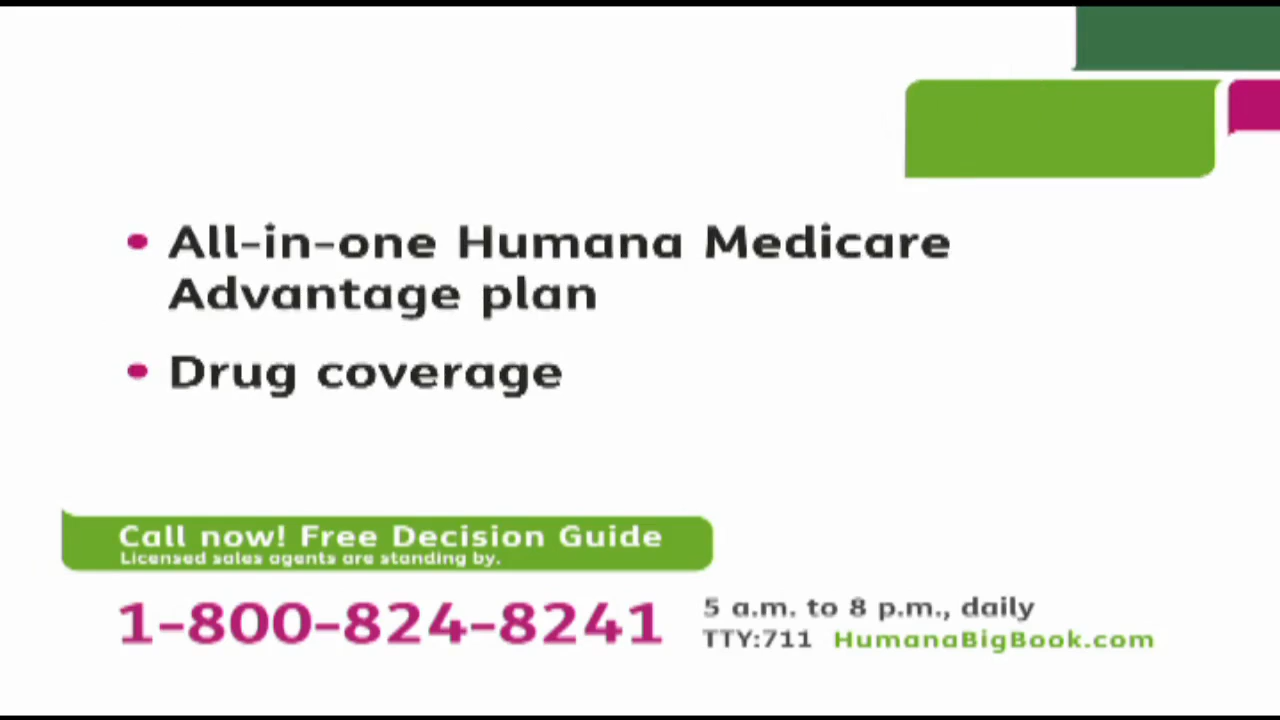 • All-in-one Humana Medicare
Advantage plan
• Drug coverage
Call now! Free Decision Guide
Licensed sales agents are standing by.
1-800-824-8241
5 a.m. to 8 p.m., daily
TTY:711 HumanaBigBook.com